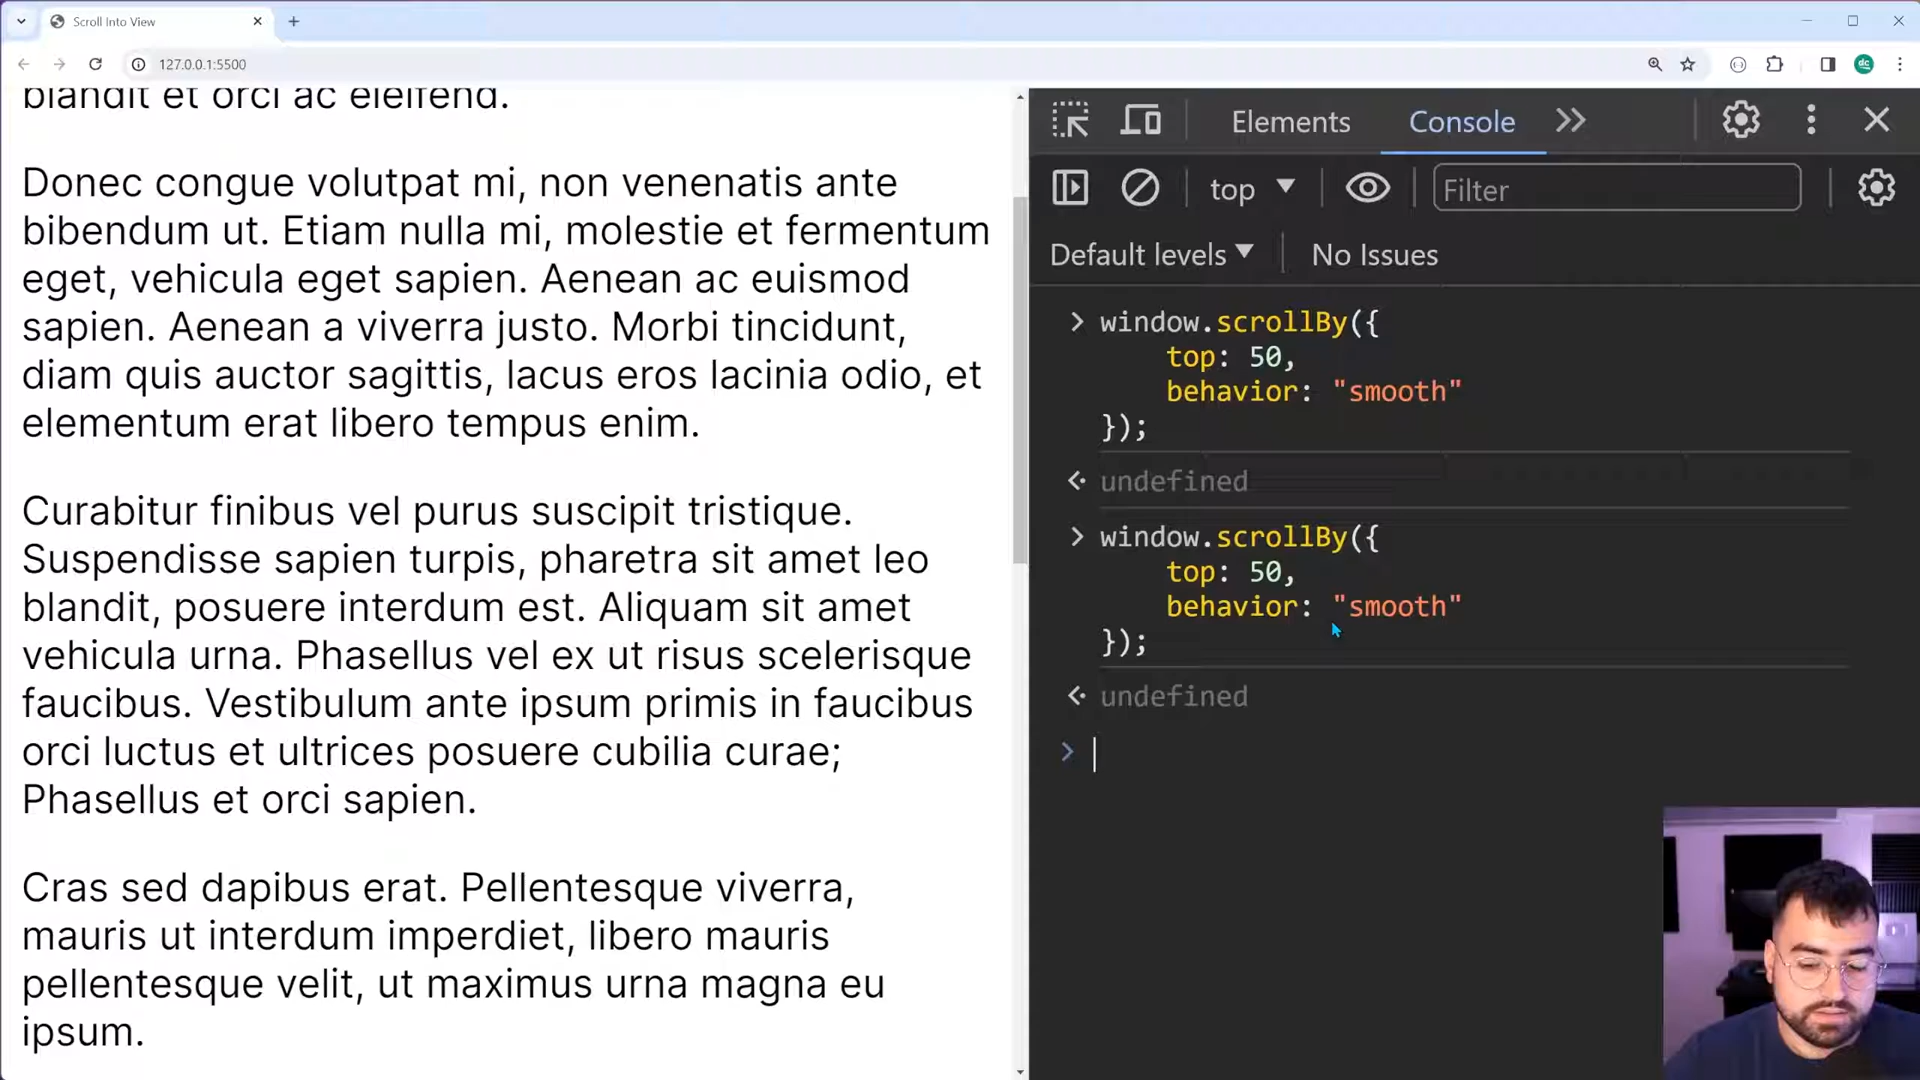 Scroll Into View
127.0.0.1:5500
blandit et orci ac eleifend.
Donec congue volutpat mi, non venenatis ante
bibendum ut. Etiam nulla mi, molestie et fermentum
eget, vehicula eget sapien. Aenean ac euismod
sapien. Aenean a viverra justo. Morbi tincidunt,
diam quis auctor sagittis, lacus eros lacinia odio, et
elementum erat libero tempus enim.
Curabitur finibus vel purus suscipit tristique.
Suspendisse sapien turpis, pharetra sit amet leo
blandit, posuere interdum est. Aliquam sit amet
vehicula urna. Phasellus vel ex ut risus scelerisque
faucibus. Vestibulum ante ipsum primis in faucibus
orci luctus et ultrices posuere cubilia curae;
Phasellus et orci sapien.
Cras sed dapibus erat. Pellentesque viverra,
mauris ut interdum imperdiet, libero mauris
pellentesque velit, ut maximus urna magna eu
ipsum.
Elements Console
top Filter
Default levels No Issues
window.scrollBy({
top: 50,
behavior: "smooth"
});
undefined
window.scrollBy({
top: 50,
behavior: "smooth"
});
undefined
dc